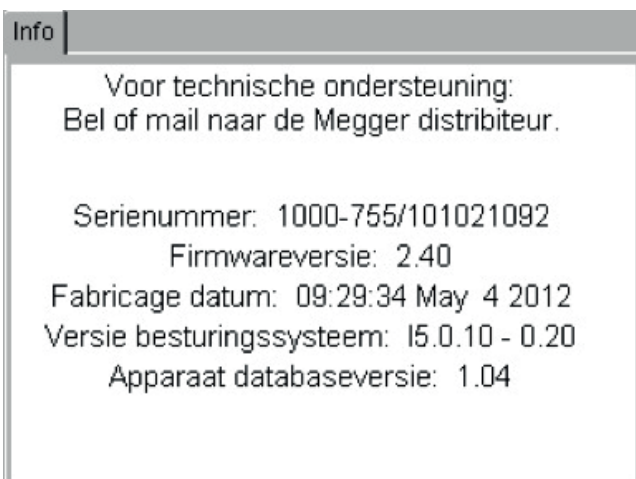 Info
Voor technische ondersteuning:
Bel of mail naar de Megger distribiteur.
Serienummer: 1000-755/101021092
Firmwareversie: 2.40
Fabricage datum: 09:29:34 May 4 2012
Versie besturingssysteem: I5.0.10 - 0.20
Apparaat databaseversie: 1.04